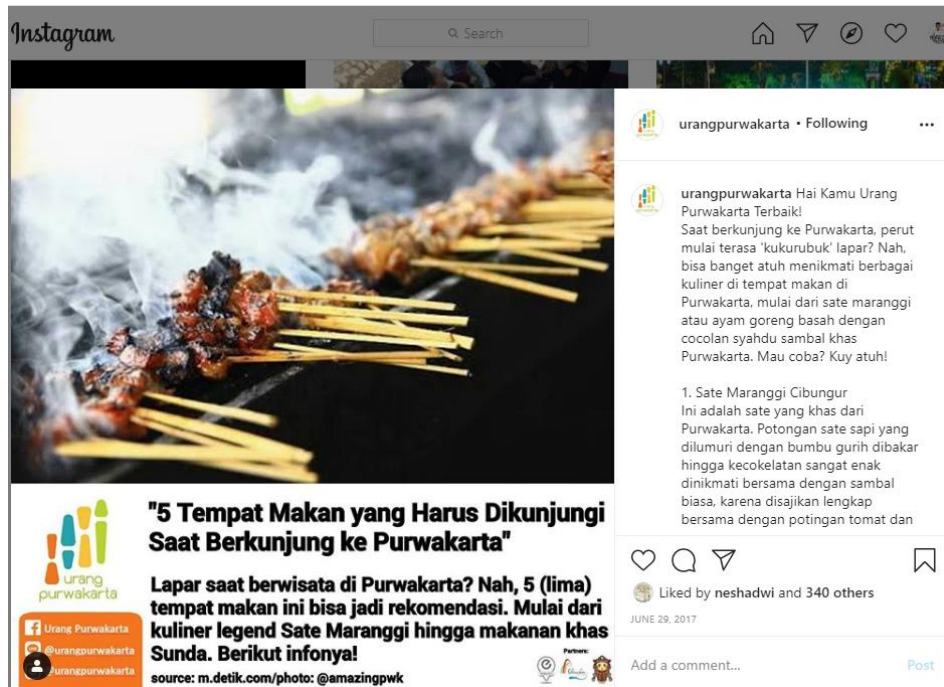 Instagram
Search
urangpurwakarta • Following
urangpurwakarta Hai Kamu Urang
Purwakarta Terbaik!
Saat berkunjung ke Purwakarta, perut
mulai terasa 'kukurubuk' lapar? Nah,
bisa banget atuh menikmati berbagai
kuliner di tempat makan di
Purwakarta, mulai dari sate maranggi
atau ayam goreng basah dengan
cocolan syahdu sambal khas
Purwakarta. Mau coba? Kuy atuh!
1. Sate Maranggi Cibungur
Ini adalah sate yang khas dari
Purwakarta. Potongan sate sapi yang
dilumuri dengan bumbu gurih dibakar
hingga kecokelatan sangat enak
dinikmati bersama dengan sambal
biasa, karena disajikan lengkap
bersama dengan potingan tomat dan
Liked by neshadwi and 340 others
JUNE 29, 2017
Add a comment...
Post
"5 Tempat Makan yang Harus Dikunjungi
Saat Berkunjung ke Purwakarta"
Lapar saat berwisata di Purwakarta? Nah, 5 (lima)
tempat makan ini bisa jadi rekomendasi. Mulai dari
kuliner legend Sate Maranggi hingga makanan khas
Sunda. Berikut infonya!
source: m.detik.com/photo: @amazingpwk
Partners:
urang
purwakarta
Urang Purwakarta
@urangpurwakarta
urangpurwakarta